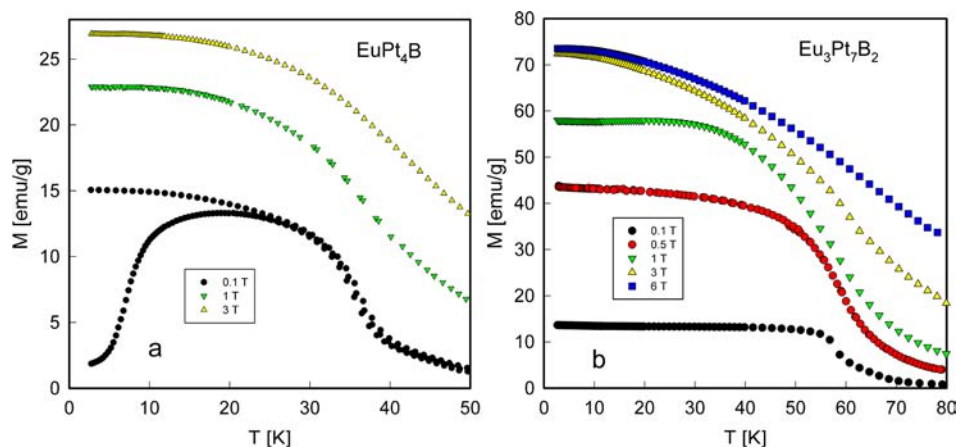 EuPt₄B
25
20
15
10
5
0
M [emu/g]
0.1 T
1 T
3 T
a
0 10 20 30 40 50
T [K]
Eu₃Pt₇B₂
80
70
60
50
40
30
20
10
0
M [emu/g]
0.1 T
0.5 T
1 T
3 T
6 T
b
0 10 20 30 40 50 60 70 80
T [K]